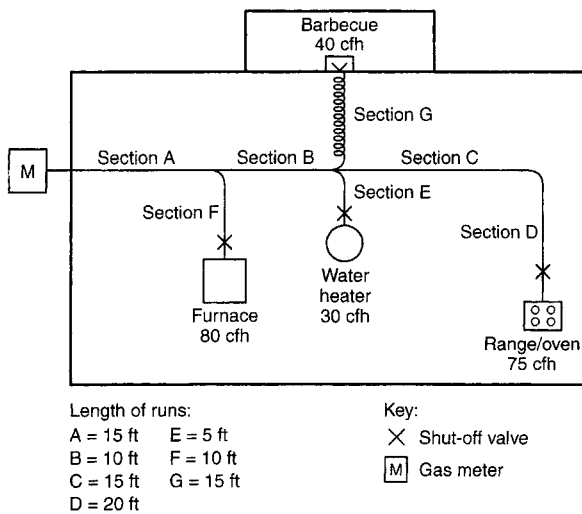 Barbecue
40 cfh
Section G
M
Section A
Section B
Section C
Section F
Section E
Section D
Furnace
80 cfh
Water
heater
30 cfh
Range/oven
75 cfh
Length of runs:
A = 15 ft E = 5 ft
B = 10 ft F = 10 ft
C = 15 ft G = 15 ft
D = 20 ft
Key:
Shut-off valve
M Gas meter